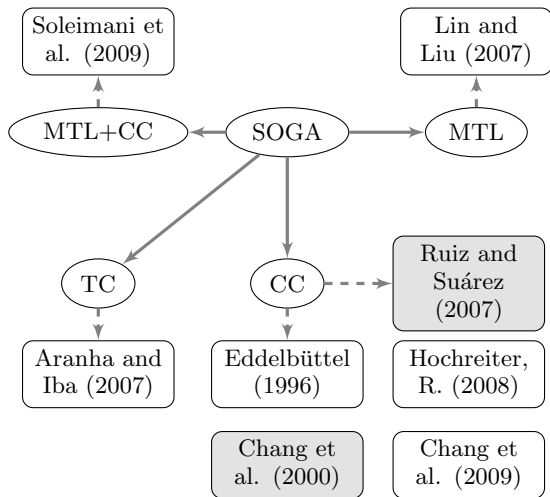 Soleimani et
al. (2009)
Lin and
Liu (2007)
MTL+CC
SOGA
MTL
TC
CC
Ruiz and
Suárez
(2007)
Aranha and
Iba (2007)
Eddelbüttel
(1996)
Hochreiter,
R. (2008)
Chang et
al. (2000)
Chang et
al. (2009)